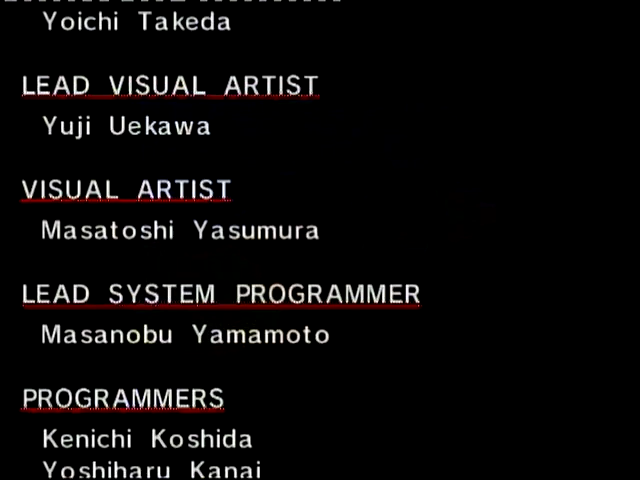 Yoichi Takeda
LEAD VISUAL ARTIST
Yuji Uekawa
VISUAL ARTIST
Masatoshi Yasumura
LEAD SYSTEM PROGRAMMER
Masanobu Yamamoto
PROGRAMMERS
Kenichi Koshida
Yoshiharu Kanai